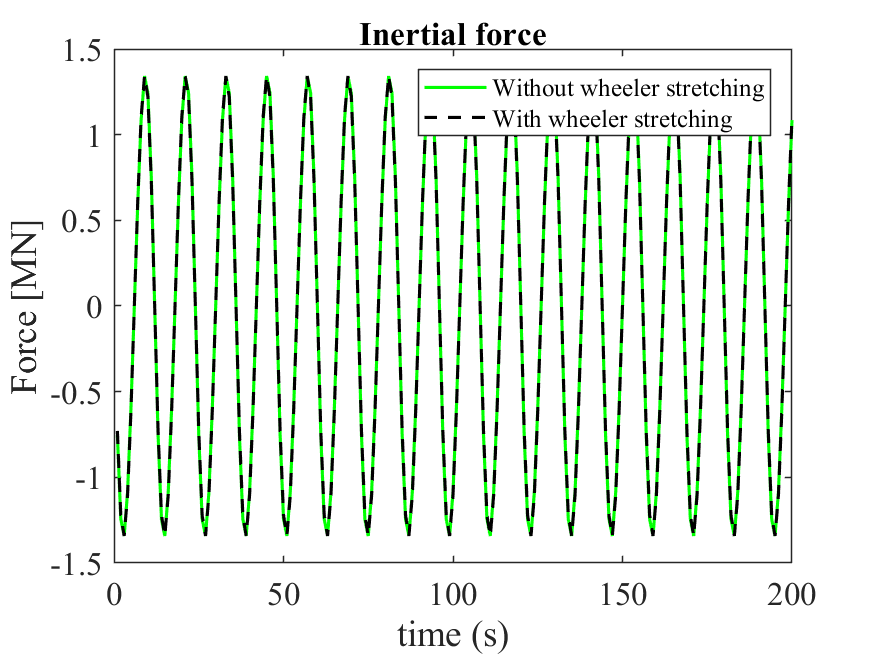 Inertial force
1.5
1
0.5
0
-0.5
-1
-1.5
Force [MN]
Without wheeler stretching
With wheeler stretching
0 50 100 150 200
time (s)